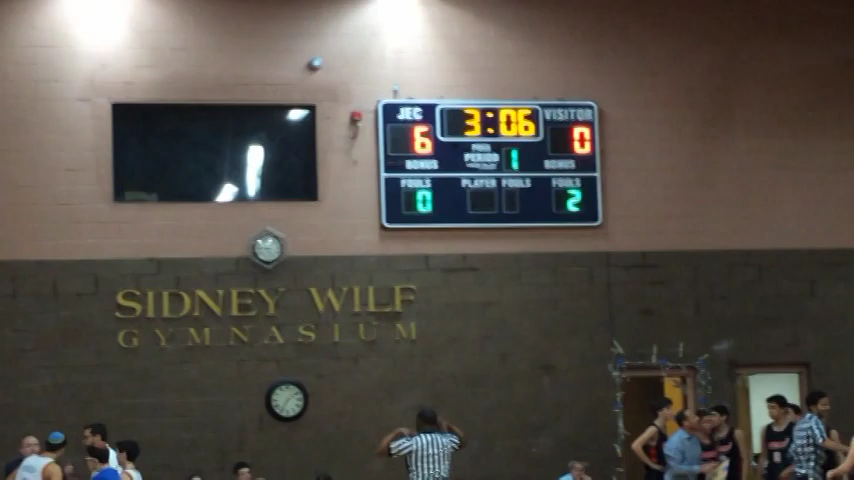 JEC 3:06 VISITOR
6 PERIOD 1 0
BONUS BONUS
FOULS PLAYER FOULS FOULS
0 2
SIDNEY WILF
GYMNASIUM